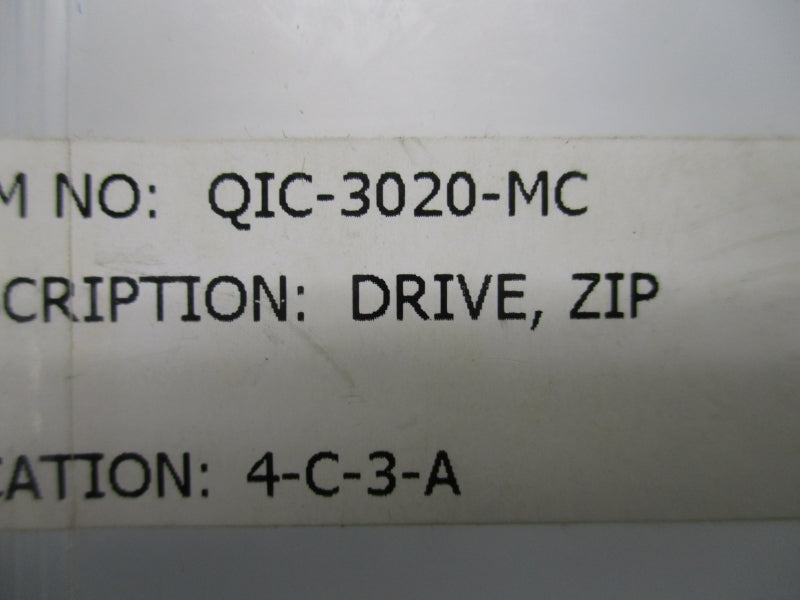 M NO: QIC-3020-MC
CRIPTION: DRIVE, ZIP
CATION: 4-C-3-A